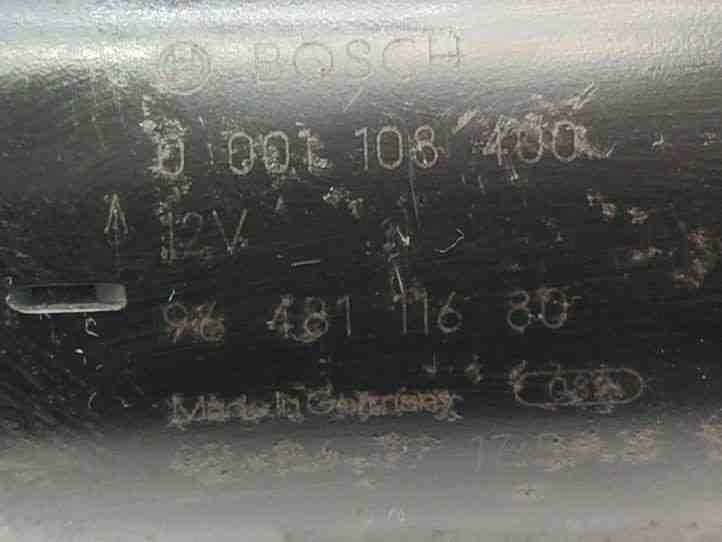 BOSCH
0 001 108 400
12V
96 481 116 80
Made in Germany